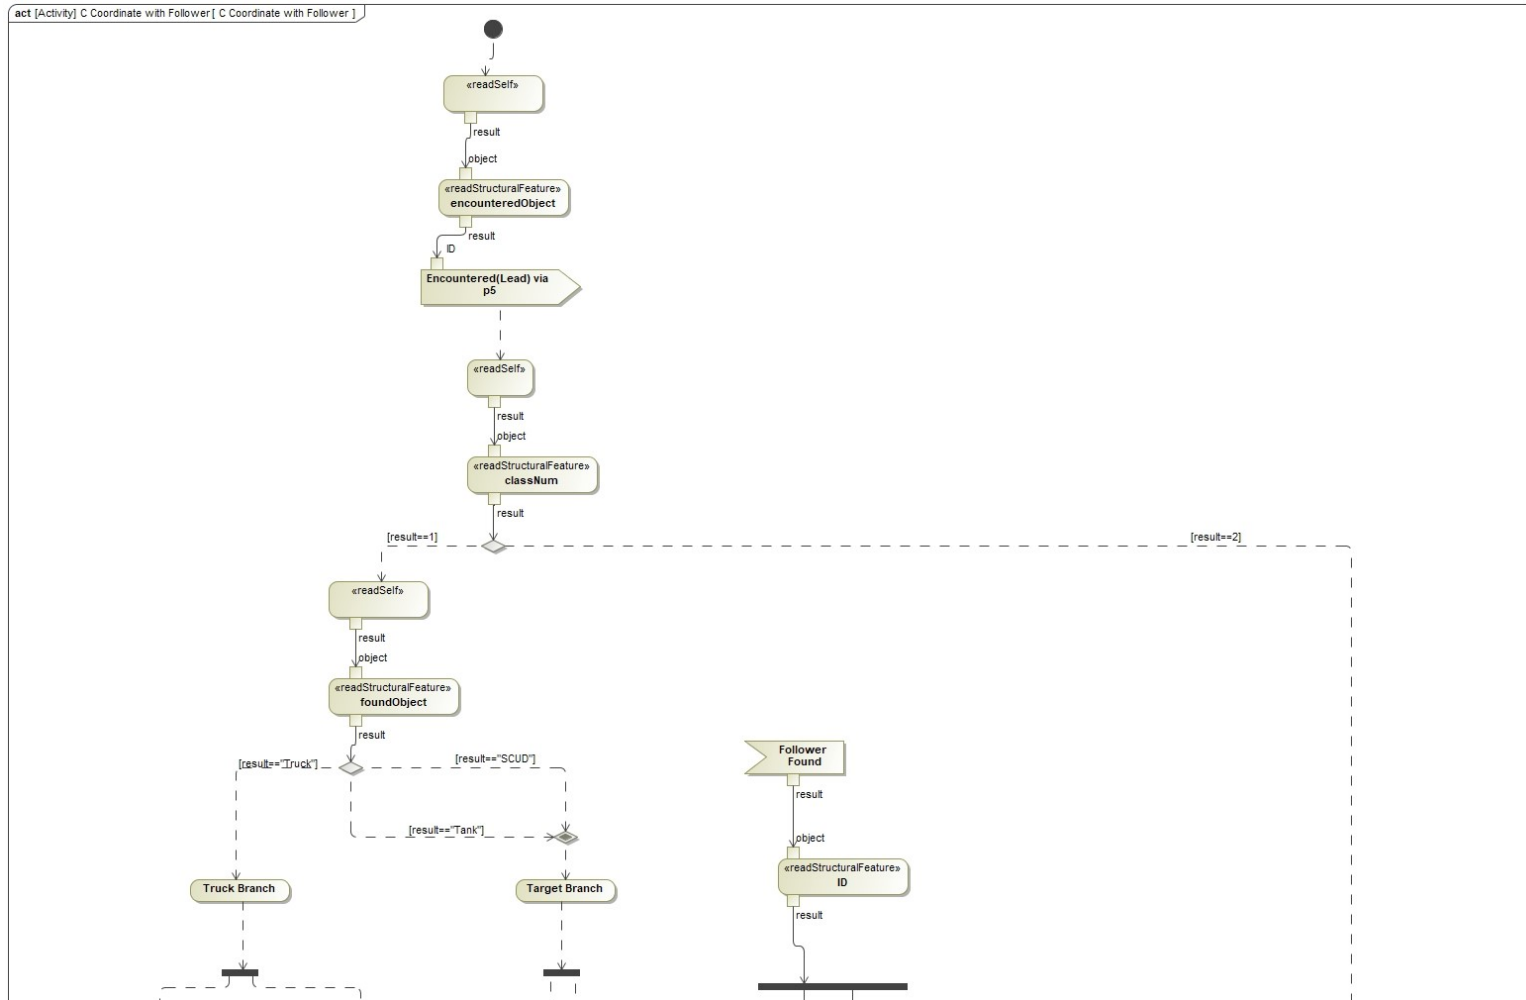 act [Activity] C Coordinate with Follower [ C Coordinate with Follower ]
«readSelf»
result
object
«readStructuralFeature»
encounteredObject
result
ID
Encountered(Lead) via
p5
«readSelf»
result
object
«readStructuralFeature»
classNum
result
[result==1]
[result==2]
«readSelf»
result
object
«readStructuralFeature»
foundObject
result
[result=="Truck"]
[result=="SCUD"]
[result=="Tank"]
Follower
Found
result
object
«readStructuralFeature»
ID
result
Truck Branch
Target Branch